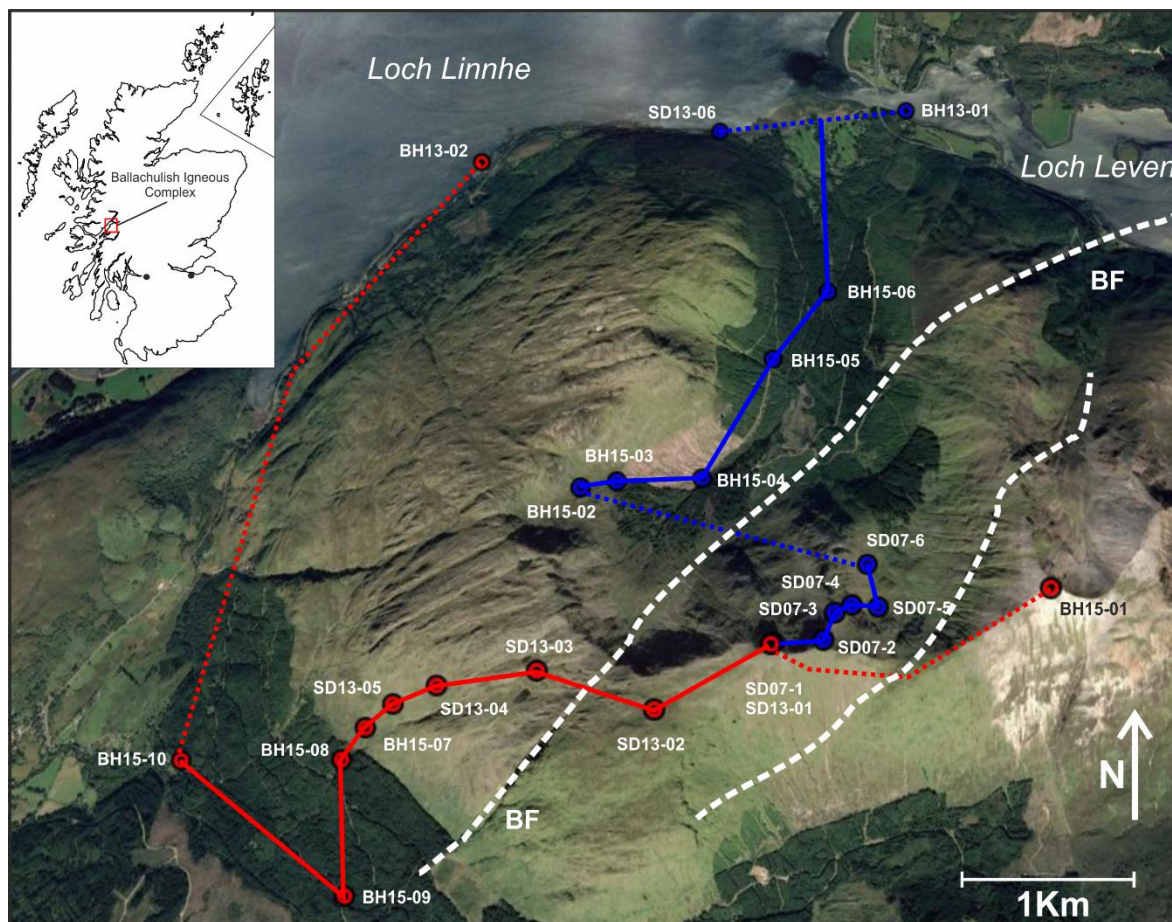 Loch Linnhe
SD13-06
BH13-01
BH13-02
Loch Leven
Ballachulish Igneous
Complex
BF
BH15-06
BH15-05
BH15-03
BH15-04
BH15-02
SD07-6
SD07-4
SD07-3
SD07-5
BH15-01
SD07-2
SD13-03
SD13-05
SD13-04
SD07-1
SD13-01
SD13-02
BH15-07
BH15-08
BH15-10
N
BF
BH15-09
1Km